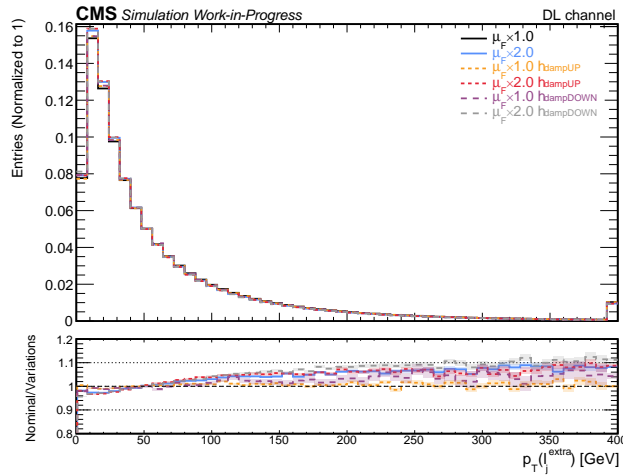 CMS Simulation Work-in-Progress DL channel
Entries (Normalized to 1)
0.16
0.14
0.12
0.1
0.08
0.06
0.04
0.02
0
μF×1.0
μF×2.0
μF×1.0 hdampUP
μF×2.0 hdampUP
μF×1.0 hdampDOWN
μF×2.0 hdampDOWN
Nominal/Variations
1.2
1.1
1
0.9
0.8
0 50 100 150 200 250 300 350 400
pT(ljextra) [GeV]